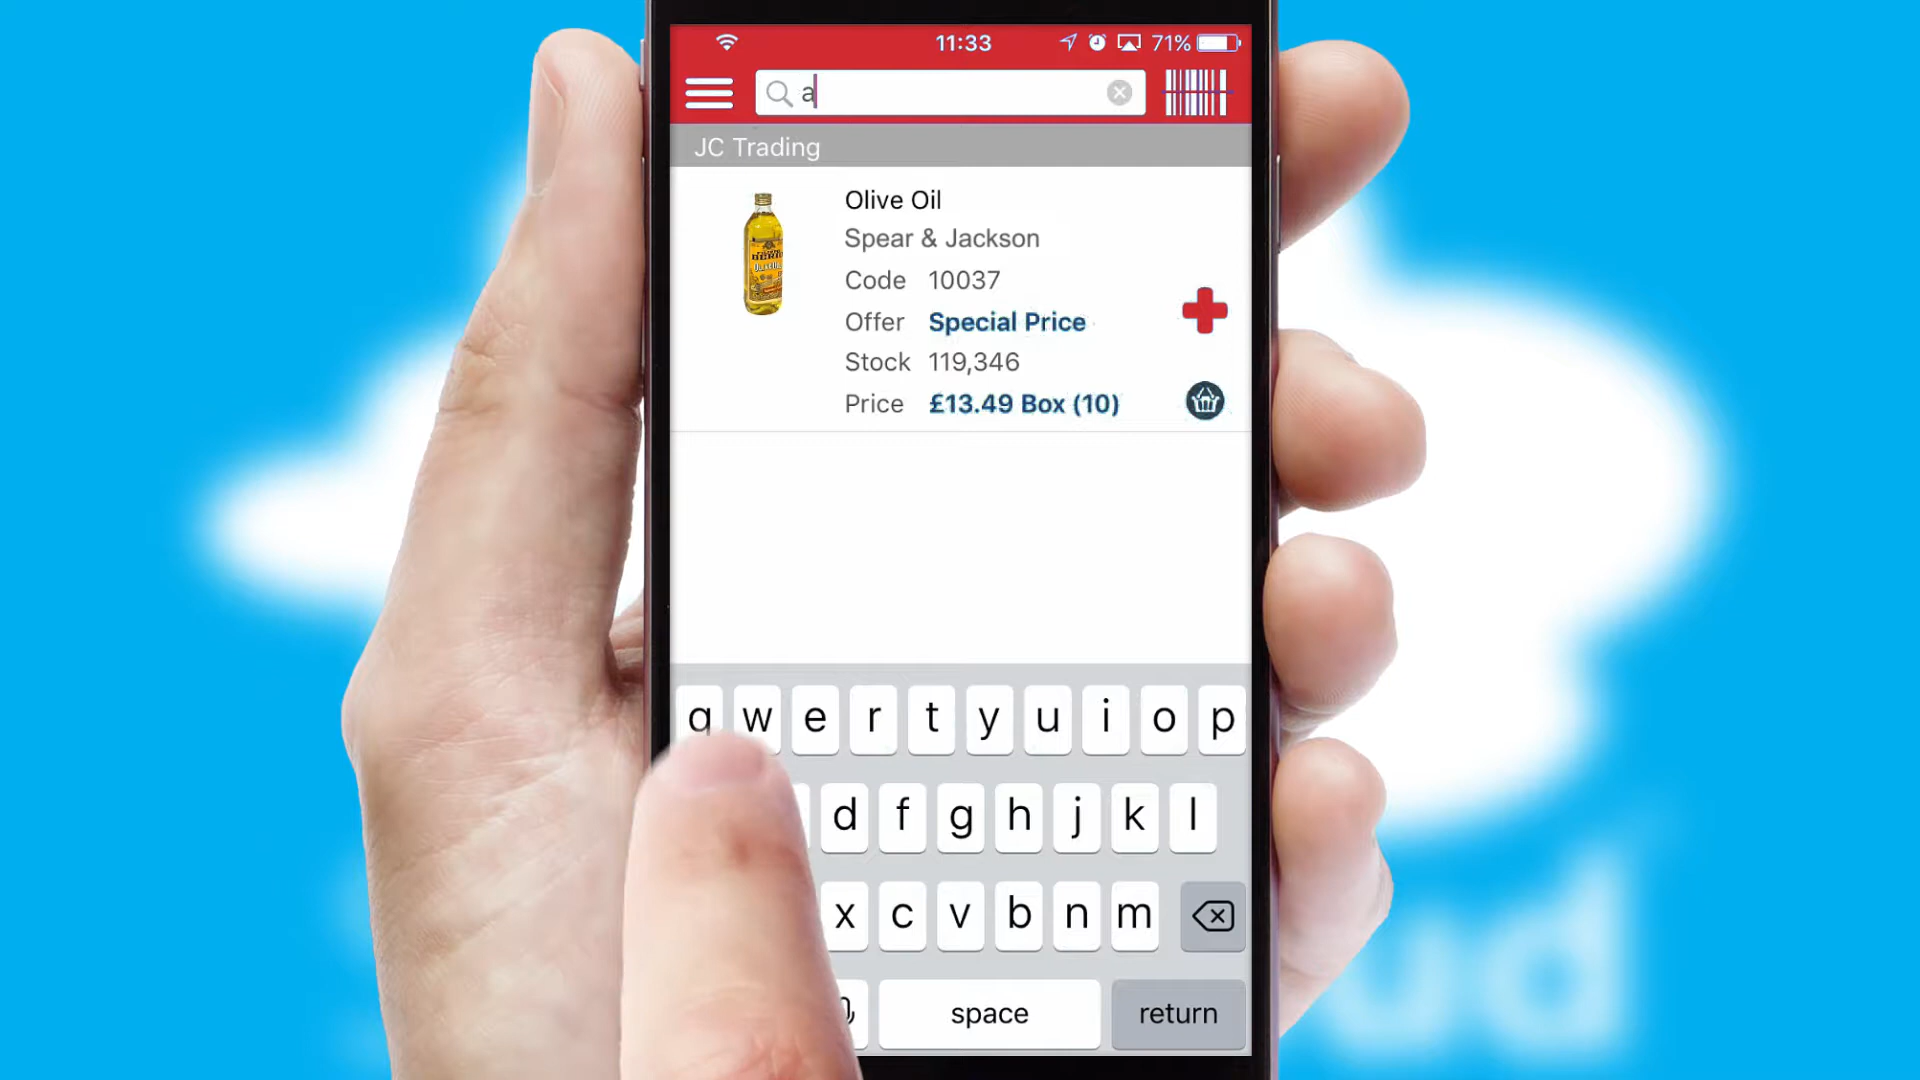 11:33 71%
a
JC Trading
Olive Oil
Spear & Jackson
Code 10037
Offer Special Price
Stock 119,346
Price £13.49 Box (10)
q w e r t y u i o p
d f g h j k l
x c v b n m
space return
ud